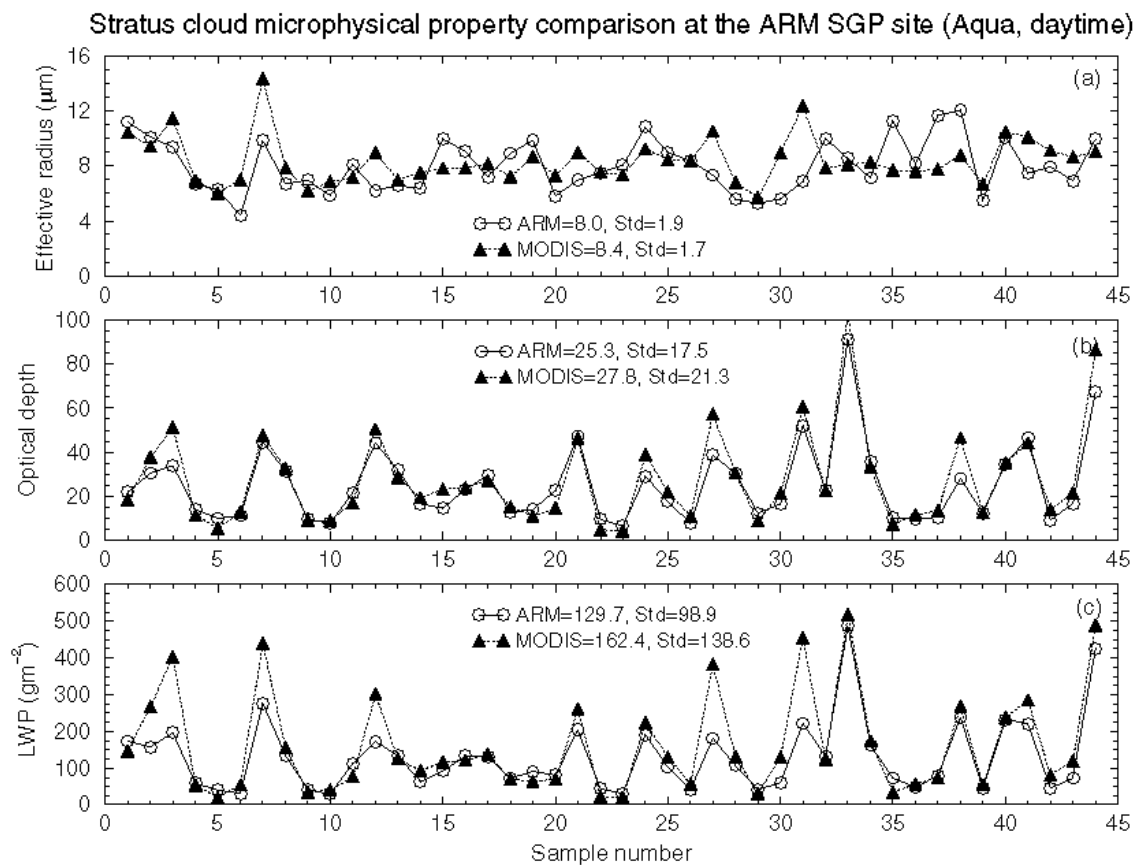 Stratus cloud microphysical property comparison at the ARM SGP site (Aqua, daytime)
Effective radius (μm)
16
12
8
4
0
(a)
ARM=8.0, Std=1.9
MODIS=8.4, Std=1.7
0 5 10 15 20 25 30 35 40 45
Optical depth
100
80
60
40
20
0
(b)
ARM=25.3, Std=17.5
MODIS=27.8, Std=21.3
0 5 10 15 20 25 30 35 40 45
LWP (gm⁻²)
600
500
400
300
200
100
0
(c)
ARM=129.7, Std=98.9
MODIS=162.4, Std=138.6
0 5 10 15 20 25 30 35 40 45
Sample number